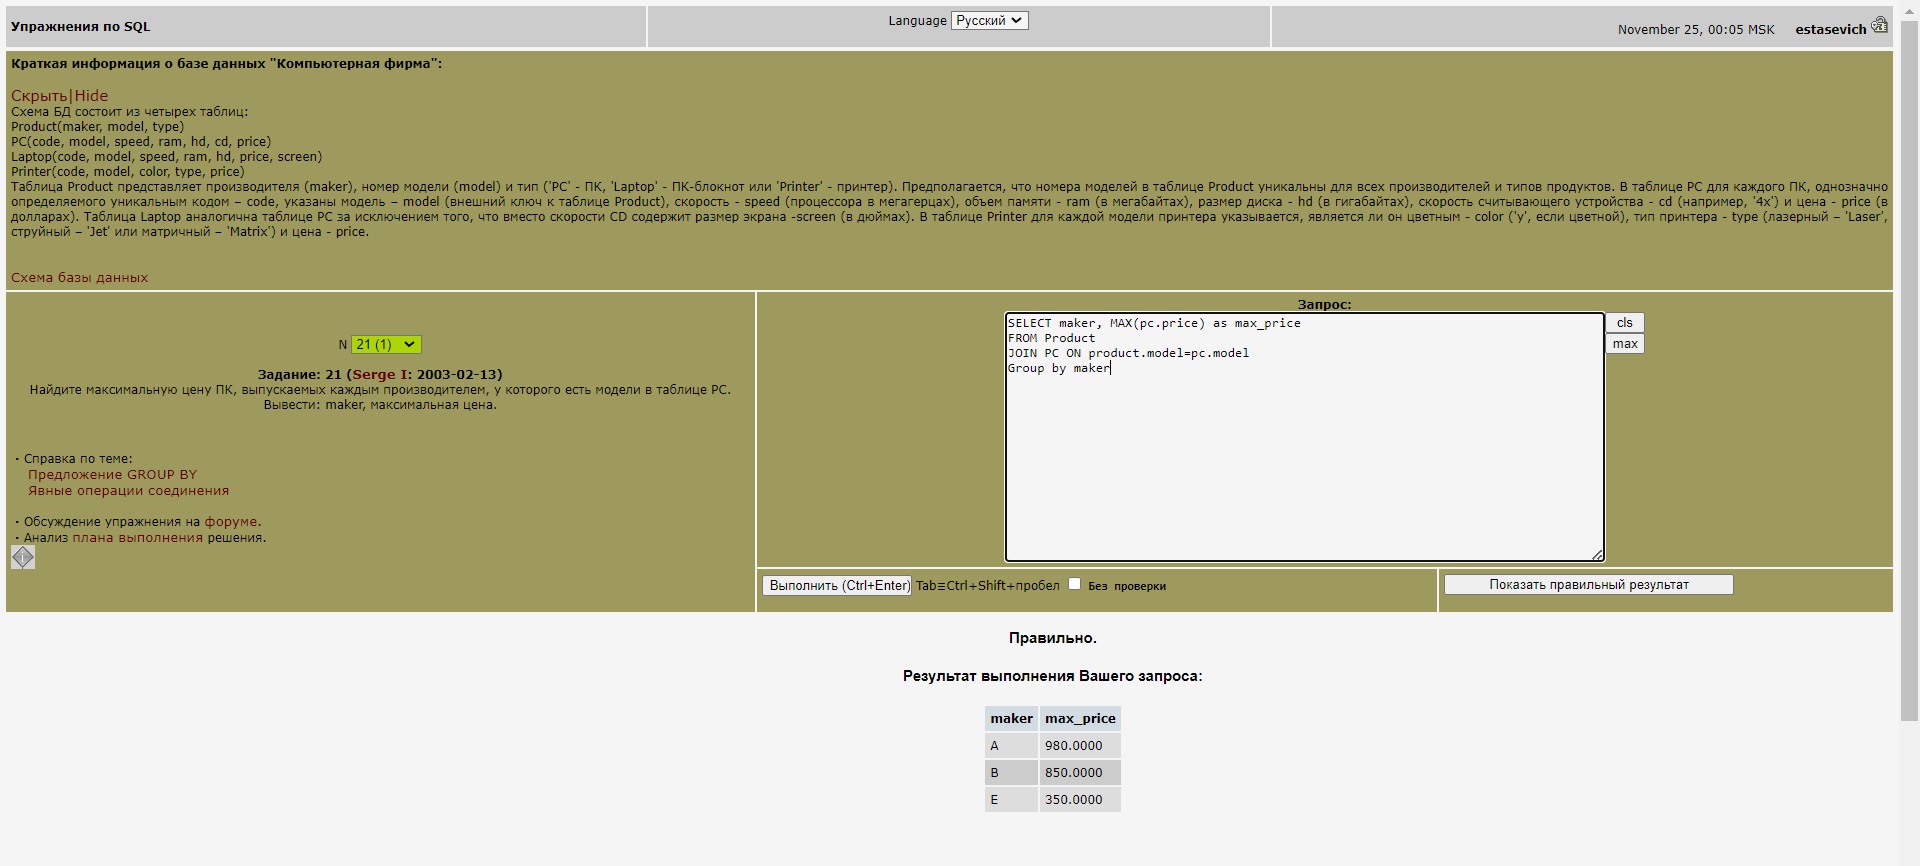 Упражнения по SQL
Language Русский
November 25, 00:05 MSK estasevich
Краткая информация о базе данных "Компьютерная фирма":
Скрыть|Hide
Схема БД состоит из четырех таблиц:
Product(maker, model, type)
PC(code, model, speed, ram, hd, cd, price)
Laptop(code, model, speed, ram, hd, price, screen)
Printer(code, model, color, type, price)
Таблица Product представляет производителя (maker), номер модели (model) и тип ('PC' - ПК, 'Laptop' - ПК-блокнот или 'Printer' - принтер). Предполагается, что номера моделей в таблице Product уникальны для всех производителей и типов продуктов. В таблице PC для каждого ПК, однозначно
определяемого уникальным кодом – code, указаны модель – model (внешний ключ к таблице Product), скорость - speed (процессора в мегагерцах), объем памяти - ram (в мегабайтах), размер диска - hd (в гигабайтах), скорость считывающего устройства - cd (например, '4x') и цена - price (в
долларах). Таблица Laptop аналогична таблице PC за исключением того, что вместо скорости CD содержит размер экрана -screen (в дюймах). В таблице Printer для каждой модели принтера указывается, является ли он цветным - color ('y', если цветной), тип принтера - type (лазерный – 'Laser',
струйный – 'Jet' или матричный – 'Matrix') и цена - price.
Схема базы данных
N 21 (1)
Задание: 21 (Serge I: 2003-02-13)
Найдите максимальную цену ПК, выпускаемых каждым производителем, у которого есть модели в таблице PC.
Вывести: maker, максимальная цена.
· Справка по теме:
Предложение GROUP BY
Явные операции соединения
· Обсуждение упражнения на форуме.
· Анализ плана выполнения решения.
Запрос:
SELECT maker, MAX(pc.price) as max_price
FROM Product
JOIN PC ON product.model=pc.model
Group by maker
cls
max
Выполнить (Ctrl+Enter) Tab≡Ctrl+Shift+пробел Без проверки
Показать правильный результат
Правильно.
Результат выполнения Вашего запроса:
maker max_price
A 980.0000
B 850.0000
E 350.0000